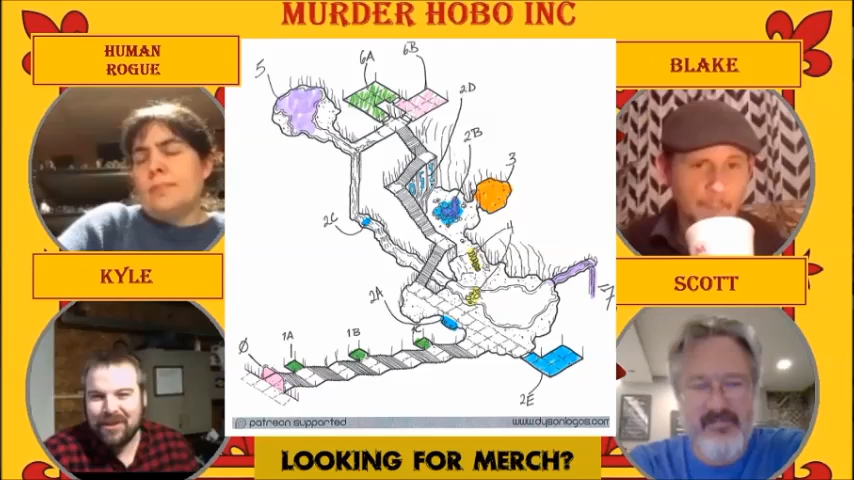 MURDER HOBO INC
HUMAN
ROGUE
BLAKE
KYLE
SCOTT
5
6A
6B
2D
2B
3
2C
4
2A
7
Ø
1A
1B
1C
2E
patreon supported
www.dysonlogos.com
LOOKING FOR MERCH?